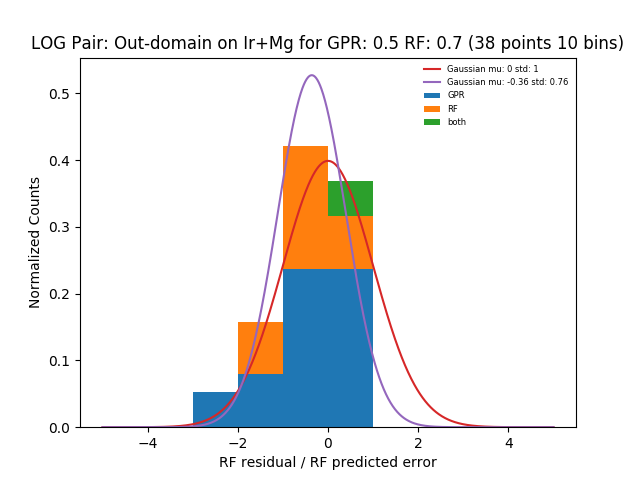 LOG Pair: Out-domain on Ir+Mg for GPR: 0.5 RF: 0.7 (38 points 10 bins)
Gaussian mu: 0 std: 1
Gaussian mu: -0.36 std: 0.76
GPR
RF
both
Normalized Counts
0.5
0.4
0.3
0.2
0.1
0.0
−4 −2 0 2 4
RF residual / RF predicted error